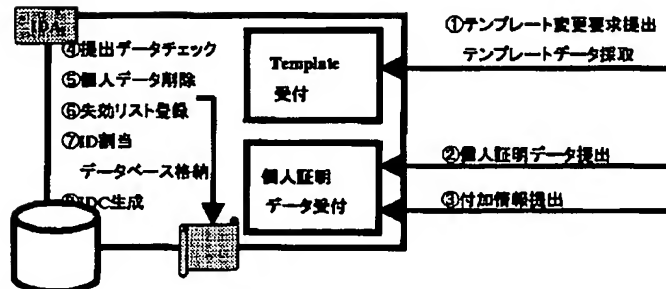 ④提出データチェック
⑤個人データ削除
⑥失効リスト登録
⑦ID割当
データベース格納
⑧IDC生成
Template
受付
個人証明
データ受付
①テンプレート変更要求提出
テンプレートデータ採取
②個人証明データ提出
③付加情報提出